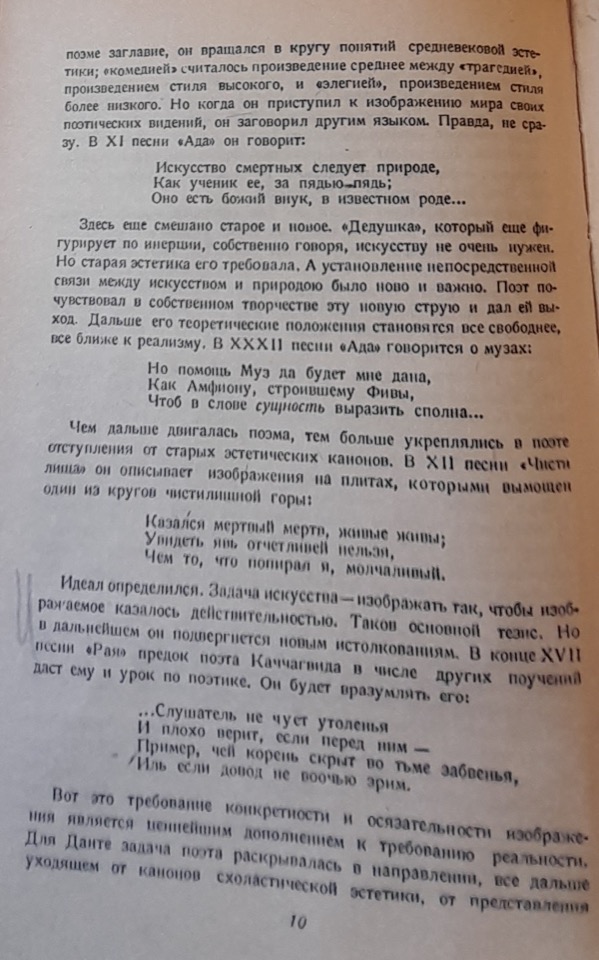 поэме заглавие, он вращался в кругу понятий средневековой эсте-
тики; «комедией» считалось произведение среднее между «трагедией»,
произведением стиля высокого, и «элегией», произведением стиля
более низкого. Но когда он приступил к изображению мира своих
поэтических видений, он заговорил другим языком. Правда, не сра-
зу. В XI песни «Ада» он говорит:
Искусство смертных следует природе,
Как ученик ее, за пядью пядь;
Оно есть божий внук, в известном роде...
Здесь еще смешано старое и новое. «Дедушка», который еще фи-
гурирует по инерции, собственно говоря, искусству не очень нужен.
Но старая эстетика его требовала. А установление непосредственной
связи между искусством и природою было ново и важно. Поэт по-
чувствовал в собственном творчестве эту новую струю и дал ей вы-
ход. Дальше его теоретические положения становятся все свободнее,
все ближе к реализму. В XXXII песни «Ада» говорится о музах:
Но помощь Муз да будет мне дана,
Как Амфиону, строившему Фивы,
Чтоб в слове сущность выразить сполна...
Чем дальше двигалась поэма, тем больше укреплялись в поэте
отступления от старых эстетических канонов. В XII песни «Чисти
лища» он описывает изображения на плитах, которыми вымощен
один из кругов чистилищной горы:
Казался мертвый мертв, живые живы;
Увидеть явь отчетливей нельзя,
Чем то, что попирал я, молчаливый.
Идеал определился. Задача искусства — изображать так, чтобы изоб-
ражаемое казалось действительностью. Таков основной тезис. Но
в дальнейшем он подвергнется новым истолкованиям. В конце XVII
песни «Рая» предок поэта Каччагвида в числе других поучений
даст ему и урок по поэтике. Он будет вразумлять его:
...Слушатель не чует утоленья
И плохо верит, если перед ним —
Пример, чей корень скрыт во тьме забвенья,
Иль если довод не воочью зрим.
Вот это требование конкретности и осязательности изображе-
ния является ценнейшим дополнением к требованию реальности.
Для Данте задача поэта раскрывалась в направлении, все дальше
уходящем от канонов схоластической эстетики, от представления
10